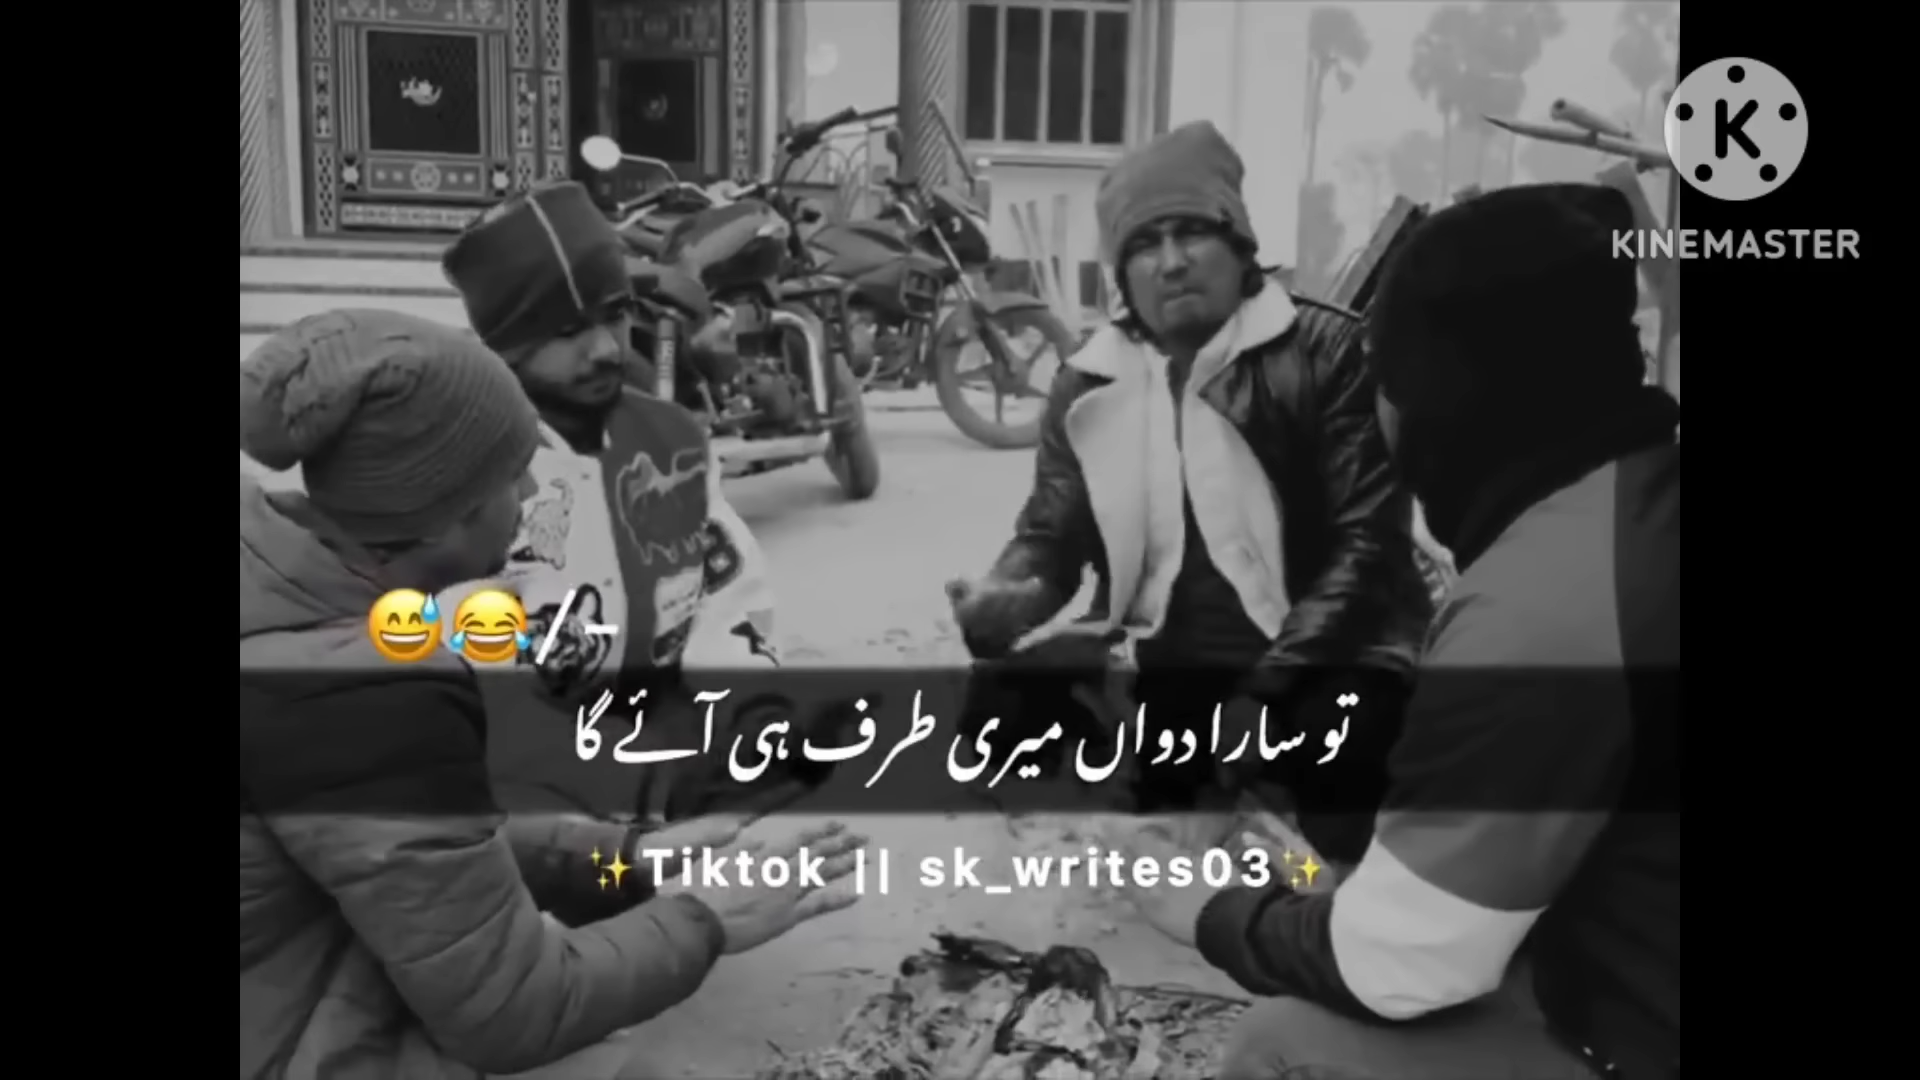 KINEMASTER
😅😂/-
تو سارا دواں میری طرف ہی آئے گا
✨Tiktok || sk_writes03✨